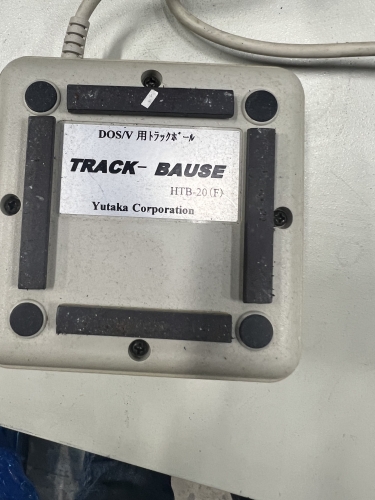 DOS/V 用トラックボール
TRACK- BAUSE
HTB-20(F)
Yutaka Corporation